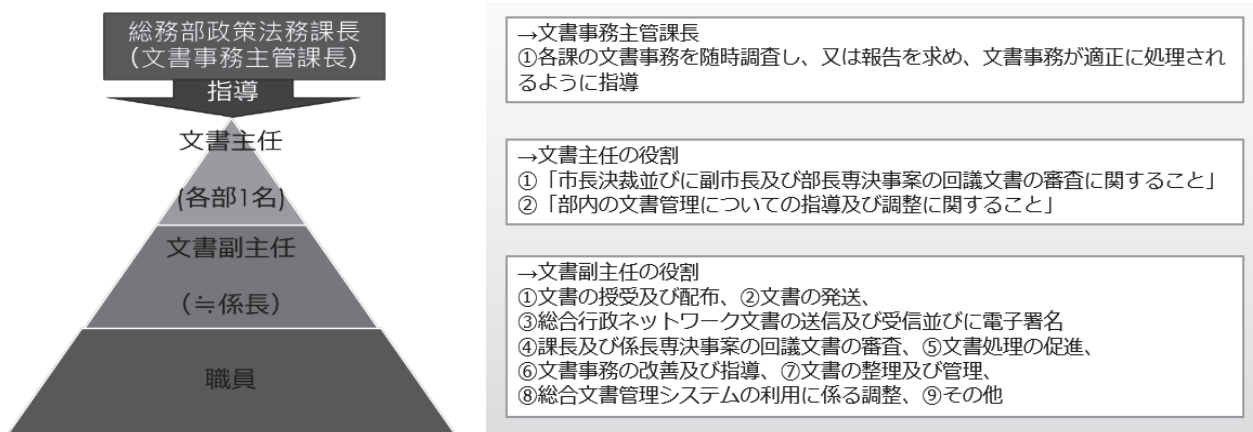 総務部政策法務課長
(文書事務主管課長)
指導
文書主任
(各部1名)
文書副主任
(≒係長)
職員
→文書事務主管課長
①各課の文書事務を随時調査し、又は報告を求め、文書事務が適正に処理され
るように指導
→文書主任の役割
①「市長決裁並びに副市長及び部長専決事案の回議文書の審査に関すること」
②「部内の文書管理についての指導及び調整に関すること」
→文書副主任の役割
①文書の授受及び配布、②文書の発送、
③総合行政ネットワーク文書の送信及び受信並びに電子署名
④課長及び係長専決事案の回議文書の審査、⑤文書処理の促進、
⑥文書事務の改善及び指導、⑦文書の整理及び管理、
⑧総合文書管理システムの利用に係る調整、⑨その他